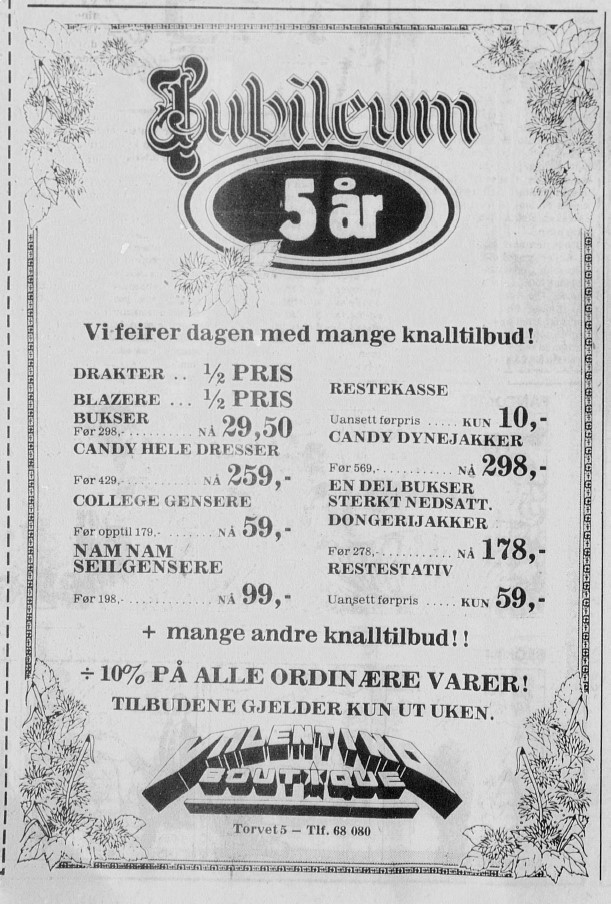 Jubileum
5 år
Vi feirer dagen med mange knalltilbud!
DRAKTER .. ½ PRIS
BLAZERE ... ½ PRIS
BUKSER
Før 298,- .......... NÅ 29,50
CANDY HELE DRESSER
Før 429,- .......... NÅ 259,-
COLLEGE GENSERE
Før opptil 179,- ....... NÅ 59,-
NAM NAM
SEILGENSERE
Før 198,- ............ NÅ 99,-
RESTEKASSE
Uansett førpris ..... KUN 10,-
CANDY DYNEJAKKER
Før 569,- ........... NÅ 298,-
EN DEL BUKSER
STERKT NEDSATT.
DONGERIJAKKER
Før 278,- ........... NÅ 178,-
RESTESTATIV
Uansett førpris ..... KUN 59,-
+ mange andre knalltilbud!!
÷ 10% PÅ ALLE ORDINÆRE VARER!
TILBUDENE GJELDER KUN UT UKEN.
VALENTINO
BOUTIQUE
Torvet 5 – Tlf. 68 080